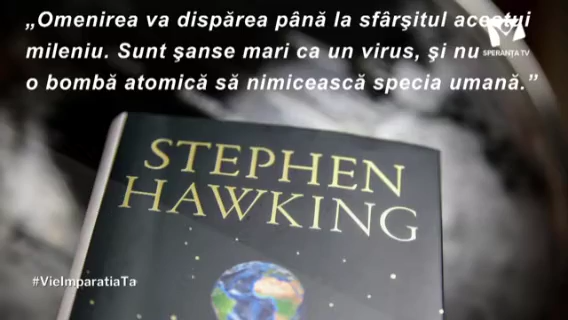 „Omenirea va dispărea până la sfârşitul acestui
mileniu. Sunt şanse mari ca un virus, şi nu
o bombă atomică să nimicească specia umană.”
SPERANȚA TV
STEPHEN
HAWKING
#VieImparatiaTa